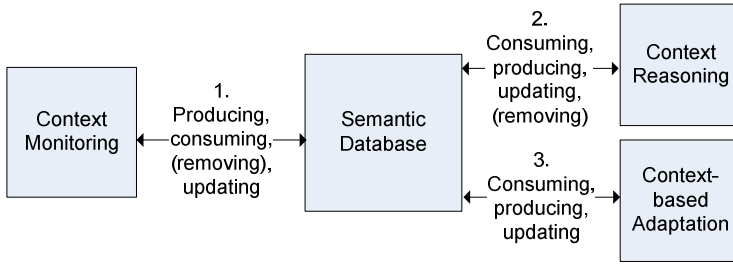 Context
Monitoring
1.
Producing,
consuming,
(removing),
updating
Semantic
Database
2.
Consuming,
producing,
updating,
(removing)
Context
Reasoning
3.
Consuming,
producing,
updating
Context-
based
Adaptation